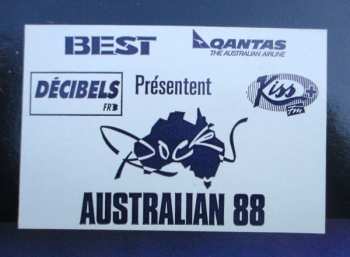 BEST
QANTAS
THE AUSTRALIAN AIRLINE
DÉCIBELS
FR3
Présentent
Kiss
FM
ROCK
AUSTRALIAN 88